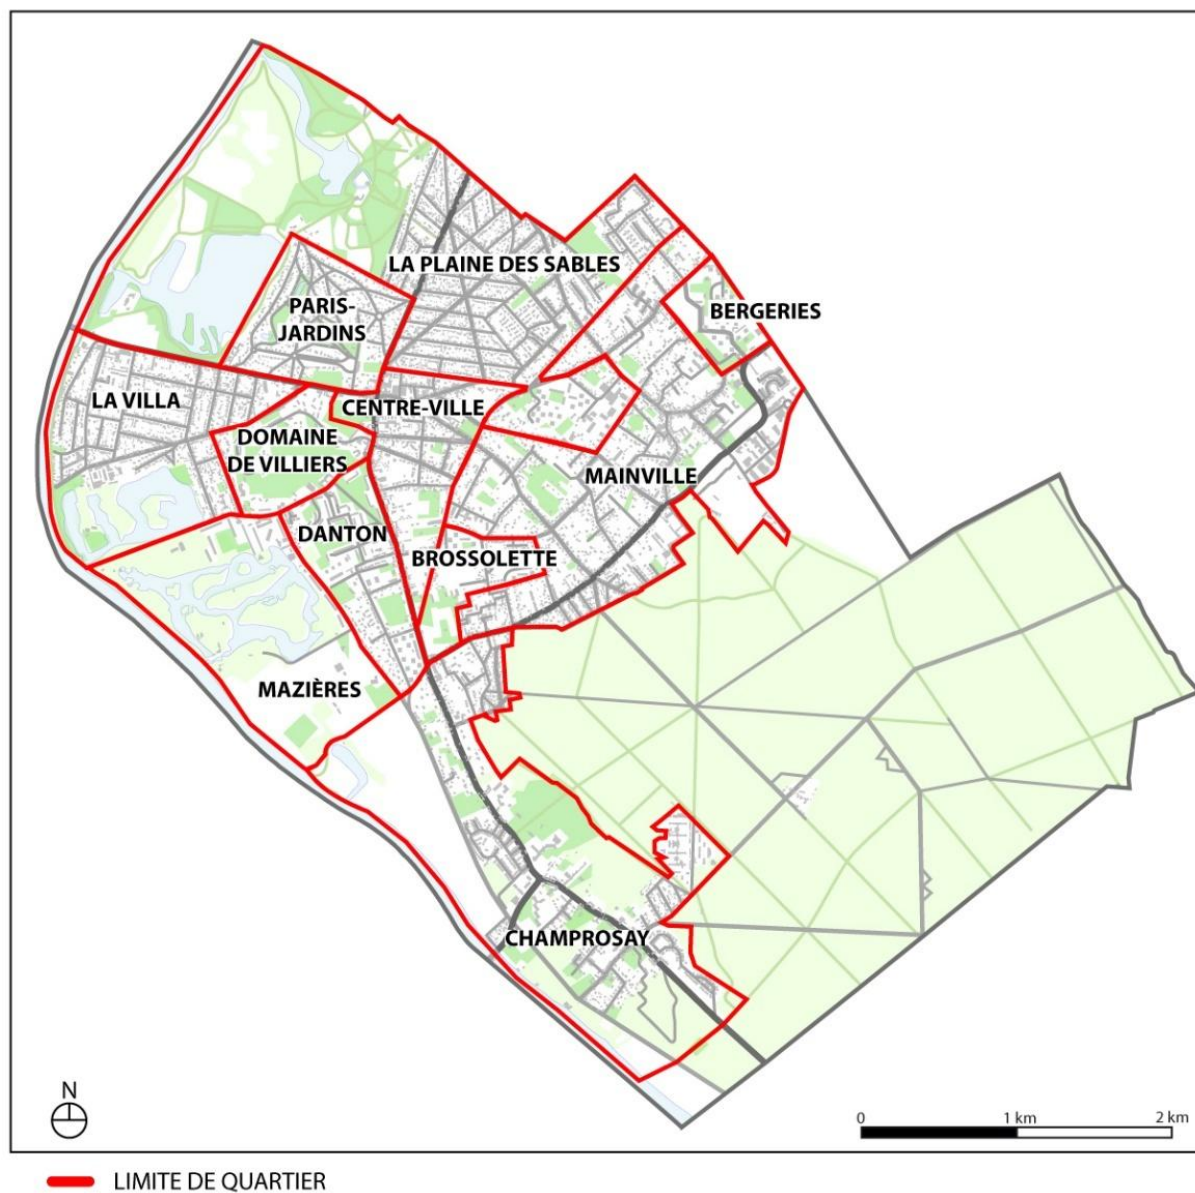 LA PLAINE DES SABLES
PARIS-
JARDINS
BERGERIES
LA VILLA
CENTRE-VILLE
DOMAINE
DE VILLIERS
MAINVILLE
DANTON
BROSSOLETTE
MAZIÈRES
CHAMPROSAY
N
0 1 km 2 km
LIMITE DE QUARTIER